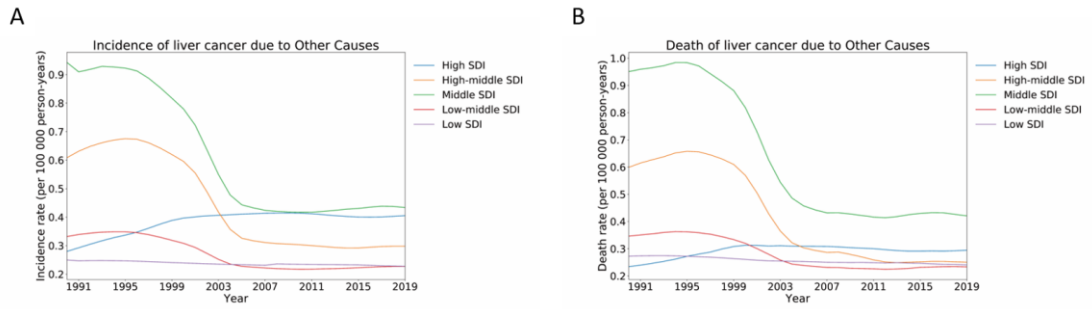 A
Incidence of liver cancer due to Other Causes
Incidence rate (per 100 000 person-years)
0.9
0.8
0.7
0.6
0.5
0.4
0.3
0.2
1991 1995 1999 2003 2007 2011 2015 2019
Year
High SDI
High-middle SDI
Middle SDI
Low-middle SDI
Low SDI
B
Death of liver cancer due to Other Causes
Death rate (per 100 000 person-years)
1.0
0.9
0.8
0.7
0.6
0.5
0.4
0.3
0.2
1991 1995 1999 2003 2007 2011 2015 2019
Year
High SDI
High-middle SDI
Middle SDI
Low-middle SDI
Low SDI